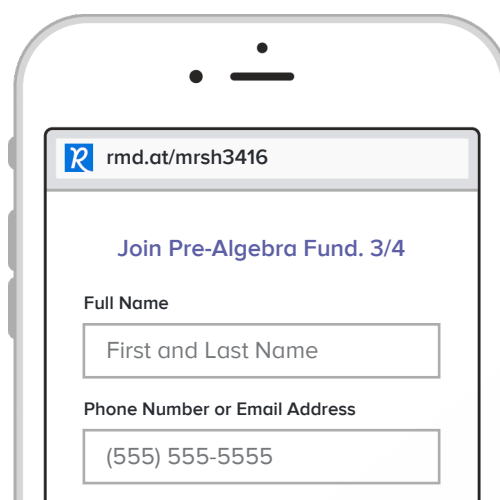 rmd.at/mrsh3416
Join Pre-Algebra Fund. 3/4
Full Name
First and Last Name
Phone Number or Email Address
(555) 555-5555